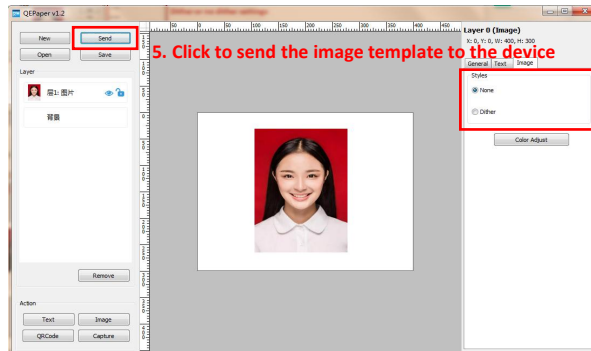 QEPaper v1.2
New
Send
Open
Save
5. Click to send the image template to the device
Layer 0 (Image)
X: 0, Y: 0, W: 400, H: 300
General
Text
Image
Layer
Styles
层1: 图片
None
背景
Dither
Color Adjust
Remove
Action
Text
Image
QRCode
Capture
50
0
50
100
150
200
250
300
350
400
450